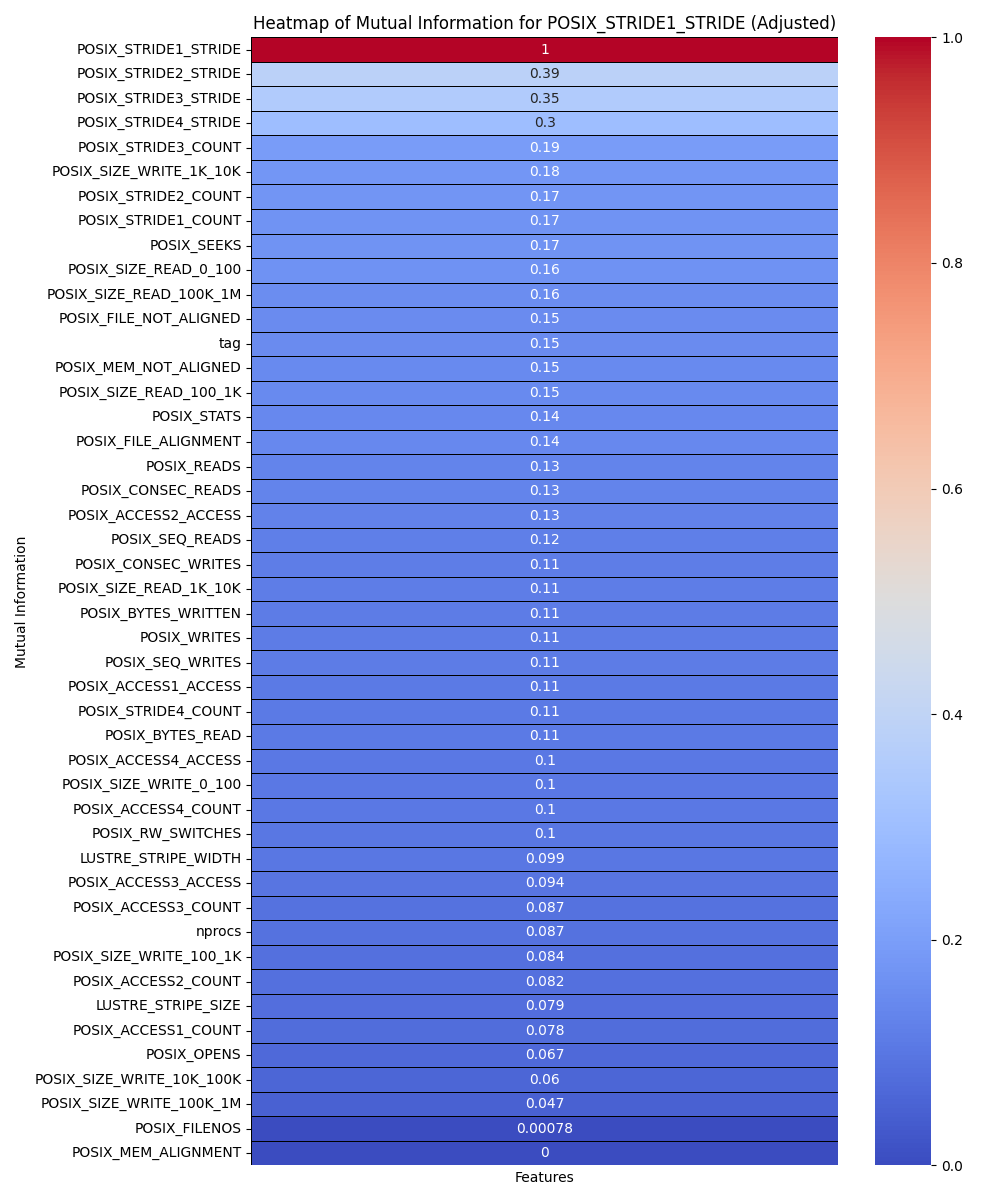 Heatmap of Mutual Information for POSIX_STRIDE1_STRIDE (Adjusted)
POSIX_STRIDE1_STRIDE 1
POSIX_STRIDE2_STRIDE 0.39
POSIX_STRIDE3_STRIDE 0.35
POSIX_STRIDE4_STRIDE 0.3
POSIX_STRIDE3_COUNT 0.19
POSIX_SIZE_WRITE_1K_10K 0.18
POSIX_STRIDE2_COUNT 0.17
POSIX_STRIDE1_COUNT 0.17
POSIX_SEEKS 0.17
POSIX_SIZE_READ_0_100 0.16
POSIX_SIZE_READ_100K_1M 0.16
POSIX_FILE_NOT_ALIGNED 0.15
tag 0.15
POSIX_MEM_NOT_ALIGNED 0.15
POSIX_SIZE_READ_100_1K 0.15
POSIX_STATS 0.14
POSIX_FILE_ALIGNMENT 0.14
POSIX_READS 0.13
POSIX_CONSEC_READS 0.13
POSIX_ACCESS2_ACCESS 0.13
POSIX_SEQ_READS 0.12
POSIX_CONSEC_WRITES 0.11
POSIX_SIZE_READ_1K_10K 0.11
POSIX_BYTES_WRITTEN 0.11
POSIX_WRITES 0.11
POSIX_SEQ_WRITES 0.11
POSIX_ACCESS1_ACCESS 0.11
POSIX_STRIDE4_COUNT 0.11
POSIX_BYTES_READ 0.11
POSIX_ACCESS4_ACCESS 0.1
POSIX_SIZE_WRITE_0_100 0.1
POSIX_ACCESS4_COUNT 0.1
POSIX_RW_SWITCHES 0.1
LUSTRE_STRIPE_WIDTH 0.099
POSIX_ACCESS3_ACCESS 0.094
POSIX_ACCESS3_COUNT 0.087
nprocs 0.087
POSIX_SIZE_WRITE_100_1K 0.084
POSIX_ACCESS2_COUNT 0.082
LUSTRE_STRIPE_SIZE 0.079
POSIX_ACCESS1_COUNT 0.078
POSIX_OPENS 0.067
POSIX_SIZE_WRITE_10K_100K 0.06
POSIX_SIZE_WRITE_100K_1M 0.047
POSIX_FILENOS 0.00078
POSIX_MEM_ALIGNMENT 0
Mutual Information
Features
1.0
0.8
0.6
0.4
0.2
0.0